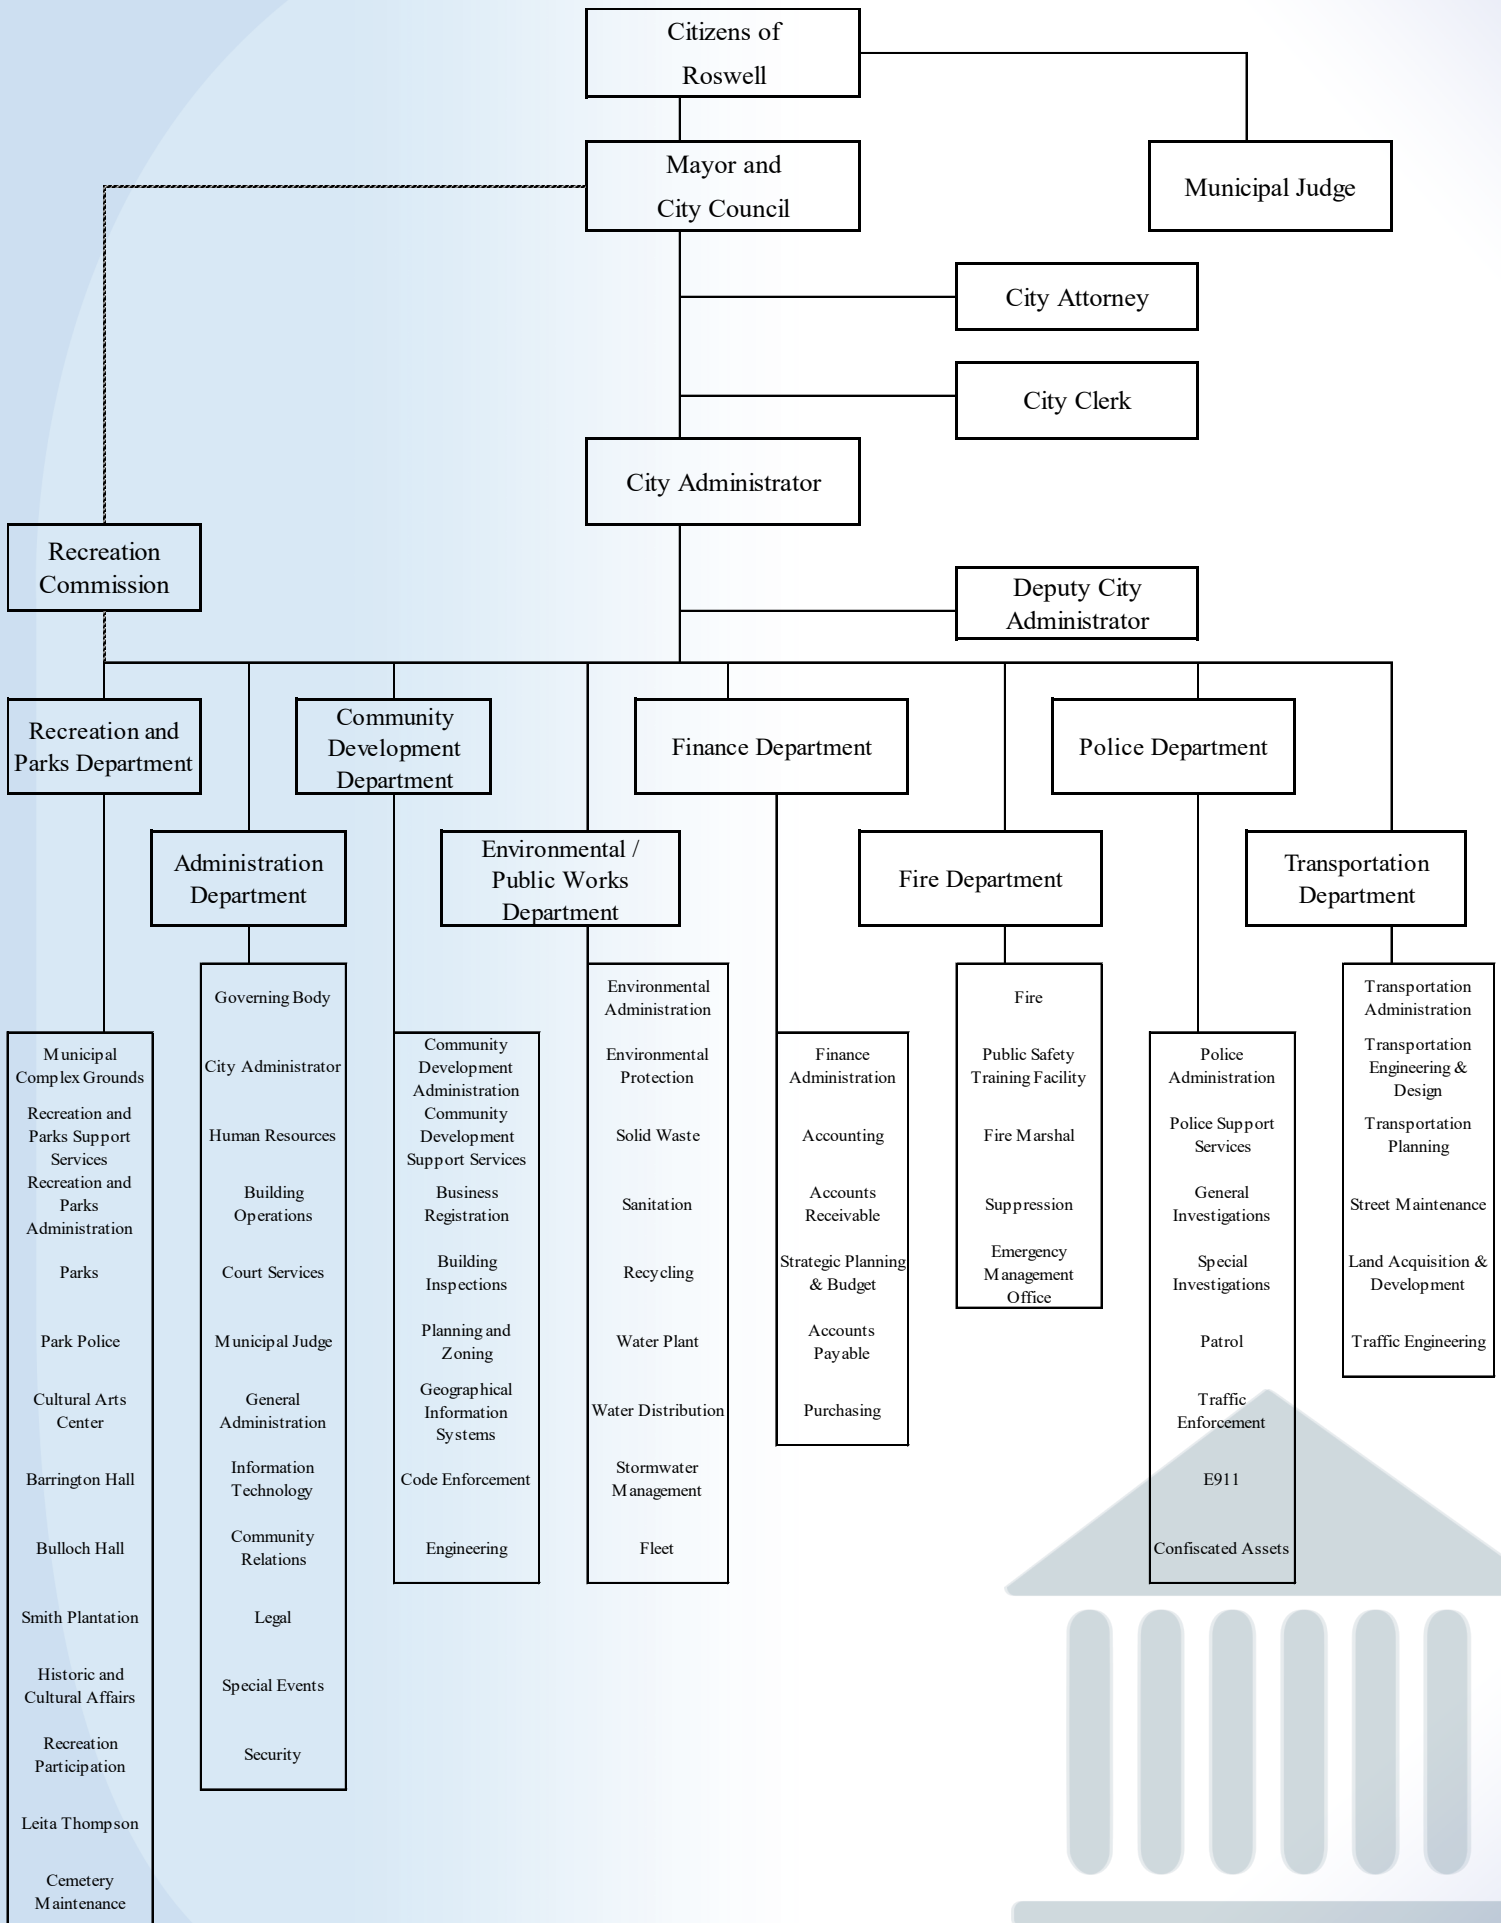 Citizens of
Roswell
Mayor and
City Council
Municipal Judge
City Attorney
City Clerk
City Administrator
Recreation
Commission
Deputy City
Administrator
Recreation and
Parks Department
Community
Development
Department
Finance Department
Police Department
Administration
Department
Environmental /
Public Works
Department
Fire Department
Transportation
Department
Municipal
Complex Grounds
Recreation and
Parks Support
Services
Recreation and
Parks
Administration
Parks
Park Police
Cultural Arts
Center
Barrington Hall
Bulloch Hall
Smith Plantation
Historic and
Cultural Affairs
Recreation
Participation
Leita Thompson
Cemetery
Maintenance
Governing Body
City Administrator
Human Resources
Building
Operations
Court Services
Municipal Judge
General
Administration
Information
Technology
Community
Relations
Legal
Special Events
Security
Community
Development
Administration
Community
Development
Support Services
Business
Registration
Building
Inspections
Planning and
Zoning
Geographical
Information
Systems
Code Enforcement
Engineering
Environmental
Administration
Environmental
Protection
Solid Waste
Sanitation
Recycling
Water Plant
Water Distribution
Stormwater
Management
Fleet
Finance
Administration
Accounting
Accounts
Receivable
Strategic Planning
& Budget
Accounts
Payable
Purchasing
Fire
Public Safety
Training Facility
Fire Marshal
Suppression
Emergency
Management
Office
Police
Administration
Police Support
Services
General
Investigations
Special
Investigations
Patrol
Traffic
Enforcement
E911
Confiscated Assets
Transportation
Administration
Transportation
Engineering &
Design
Transportation
Planning
Street Maintenance
Land Acquisition &
Development
Traffic Engineering